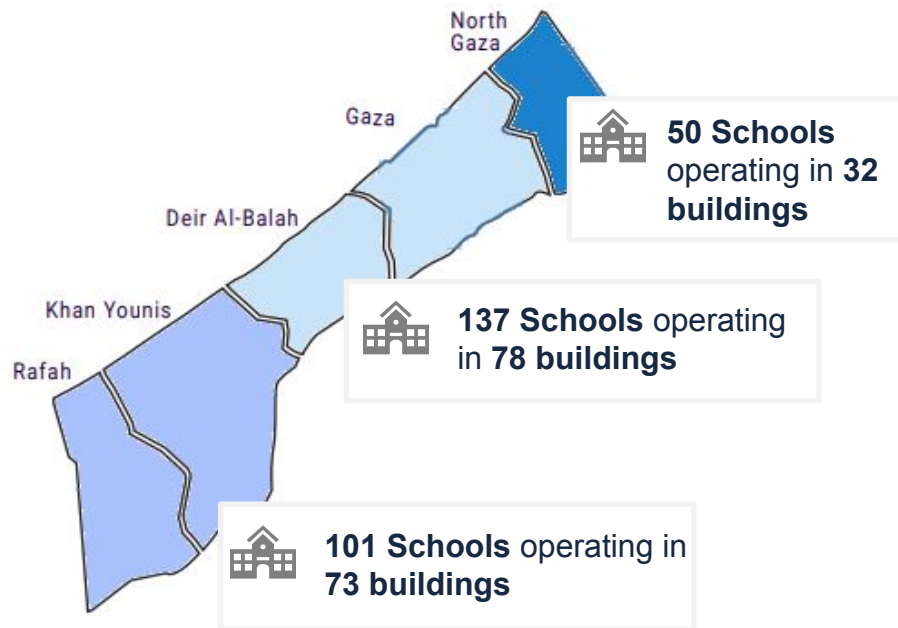 North
Gaza
Gaza
50 Schools
operating in 32
buildings
Deir Al-Balah
Khan Younis
137 Schools operating
in 78 buildings
Rafah
101 Schools operating in
73 buildings